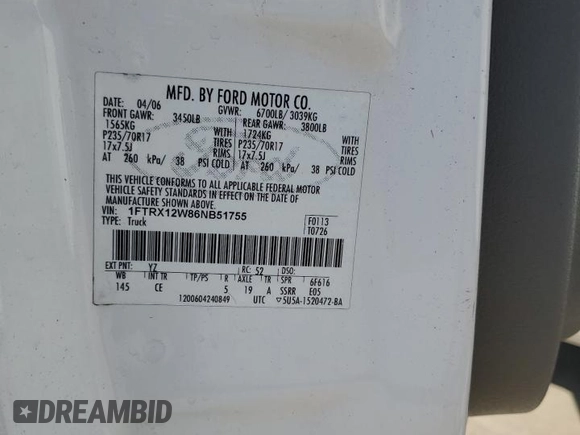 MFD. BY FORD MOTOR CO.
DATE: 04/06 GVWR: 6700LB/ 3039KG
FRONT GAWR: 3450LB REAR GAWR: 3800LB
1565KG WITH 1724KG WITH
P235/70R17 TIRES P235/70R17 TIRES
17x7.5J RIMS 17x7.5J RIMS
AT 260 kPa/ 38 PSI COLD AT 260 kPa/ 38 PSI COLD
THIS VEHICLE CONFORMS TO ALL APPLICABLE FEDERAL MOTOR
VEHICLE SAFETY STANDARDS IN EFFECT ON THE DATE OF
MANUFACTURE SHOWN ABOVE.
VIN: 1FTRX12W86NB51755 F0113
TYPE: Truck T0726
EXT PNT: YZ RC: 52 DSO:
WB INT TR TP/PS R AXLE TR SPR 6F616
145 CE 5 19 A SSRR E05
1200604240849 UTC ▽5U5A-1520472-BA
DREAMBID